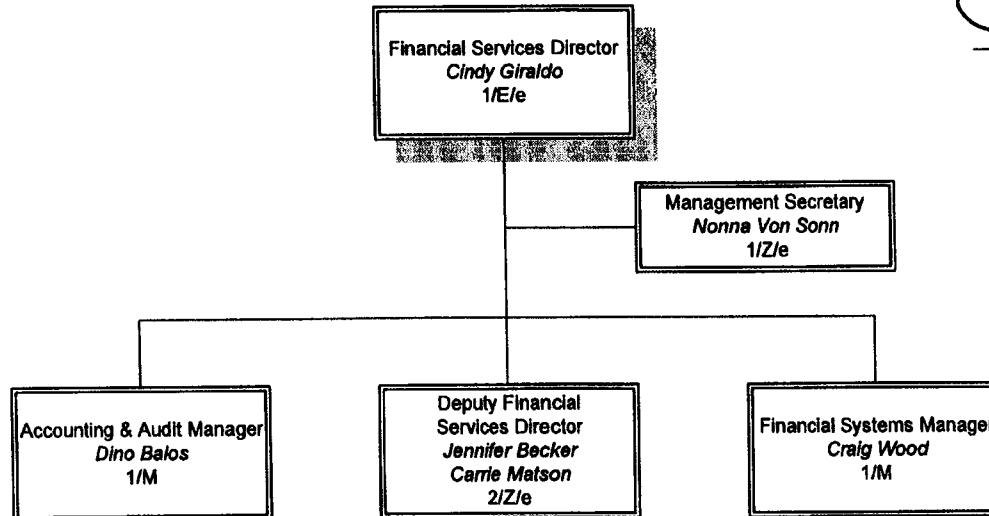 Financial Services Director
Cindy Giraldo
1/E/e
Management Secretary
Nonna Von Sonn
1/Z/e
Accounting & Audit Manager
Dino Balos
1/M
Deputy Financial
Services Director
Jennifer Becker
Carrie Matson
2/Z/e
Financial Systems Manager
Craig Wood
1/M